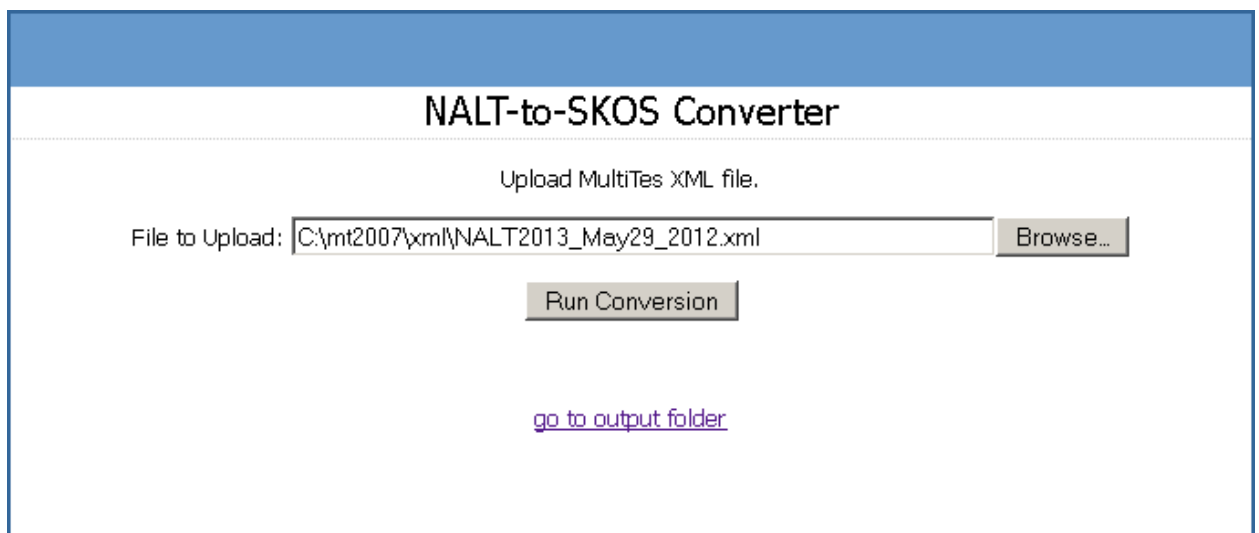 NALT-to-SKOS Converter
Upload MultiTes XML file.
File to Upload: C:\mt2007\xml\NALT2013_May29_2012.xml Browse...
Run Conversion
go to output folder